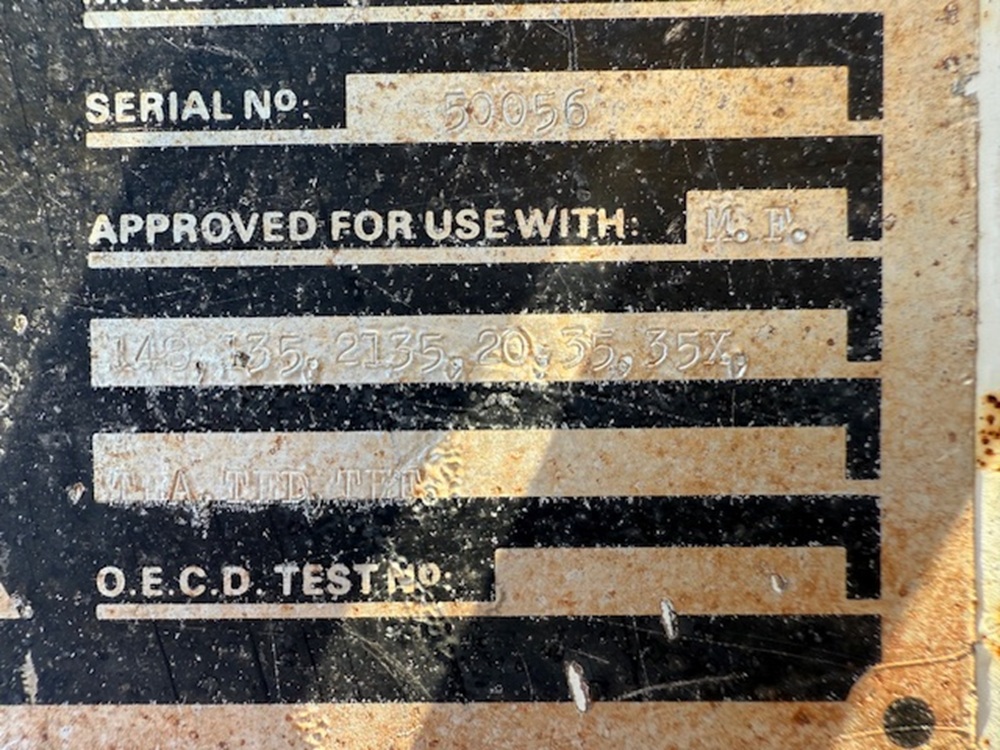 SERIAL Nº: 50056
APPROVED FOR USE WITH: M. F.
148, 135, 2135, 20, 35, 35X,
O.E.C.D. TEST Nº: